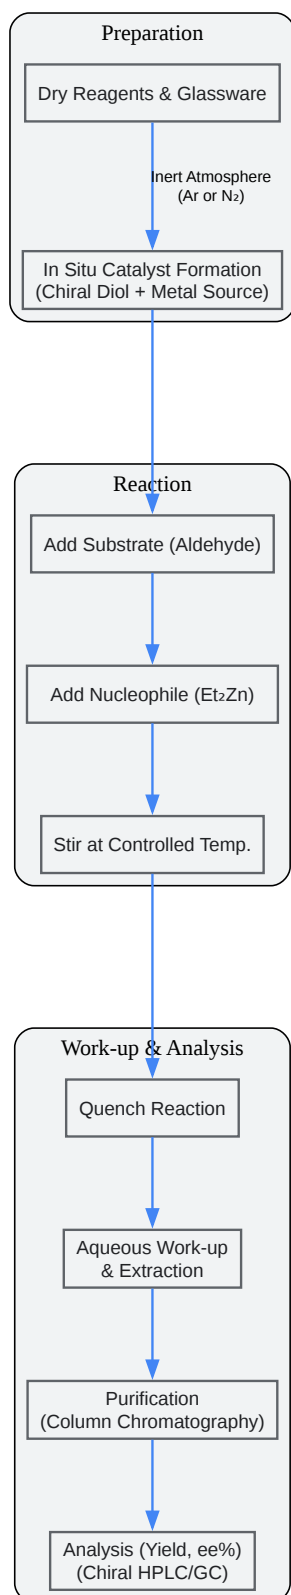 Preparation
Dry Reagents & Glassware
Inert Atmosphere
(Ar or N₂)
In Situ Catalyst Formation
(Chiral Diol + Metal Source)
Reaction
Add Substrate (Aldehyde)
Add Nucleophile (Et₂Zn)
Stir at Controlled Temp.
Work-up & Analysis
Quench Reaction
Aqueous Work-up
& Extraction
Purification
(Column Chromatography)
Analysis (Yield, ee%)
(Chiral HPLC/GC)